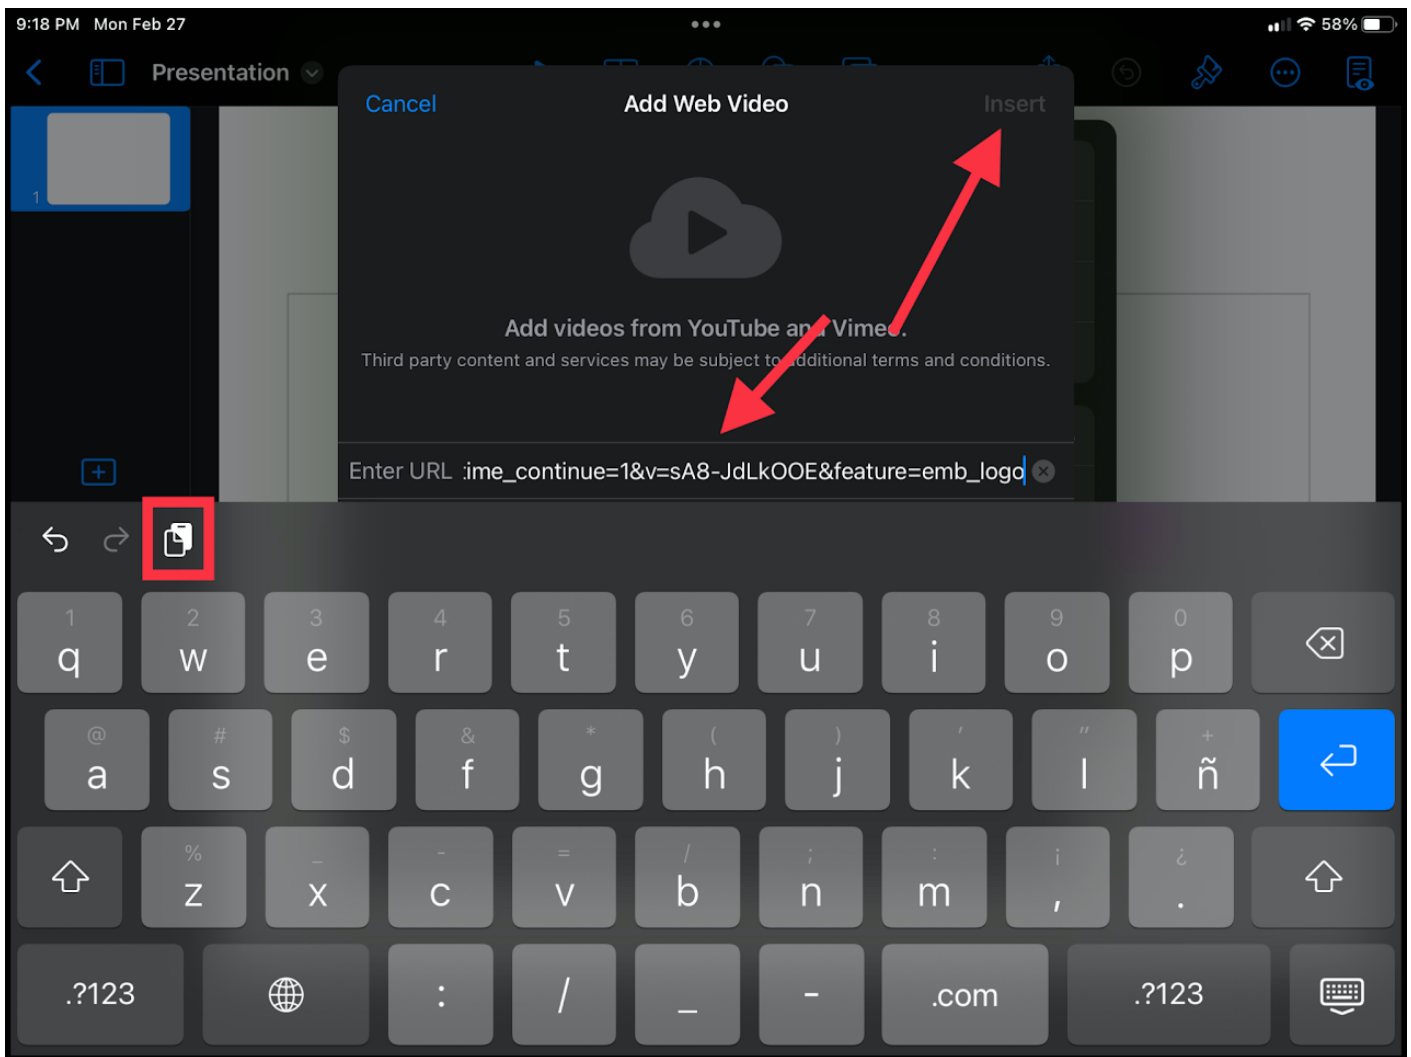 9:18 PM Mon Feb 27
58%
Presentation
Cancel
Add Web Video
Insert
1
Add videos from YouTube and Vimeo.
Third party content and services may be subject to additional terms and conditions.
Enter URL :ime_continue=1&v=sA8-JdLkOOE&feature=emb_logo
1 2 3 4 5 6 7 8 9 0
q w e r t y u i o p
@ # $ & * ( ) ' " +
a s d f g h j k l ñ
% _ - = / ; : ¡ ¿
z x c v b n m , .
.?123 : / _ - .com .?123